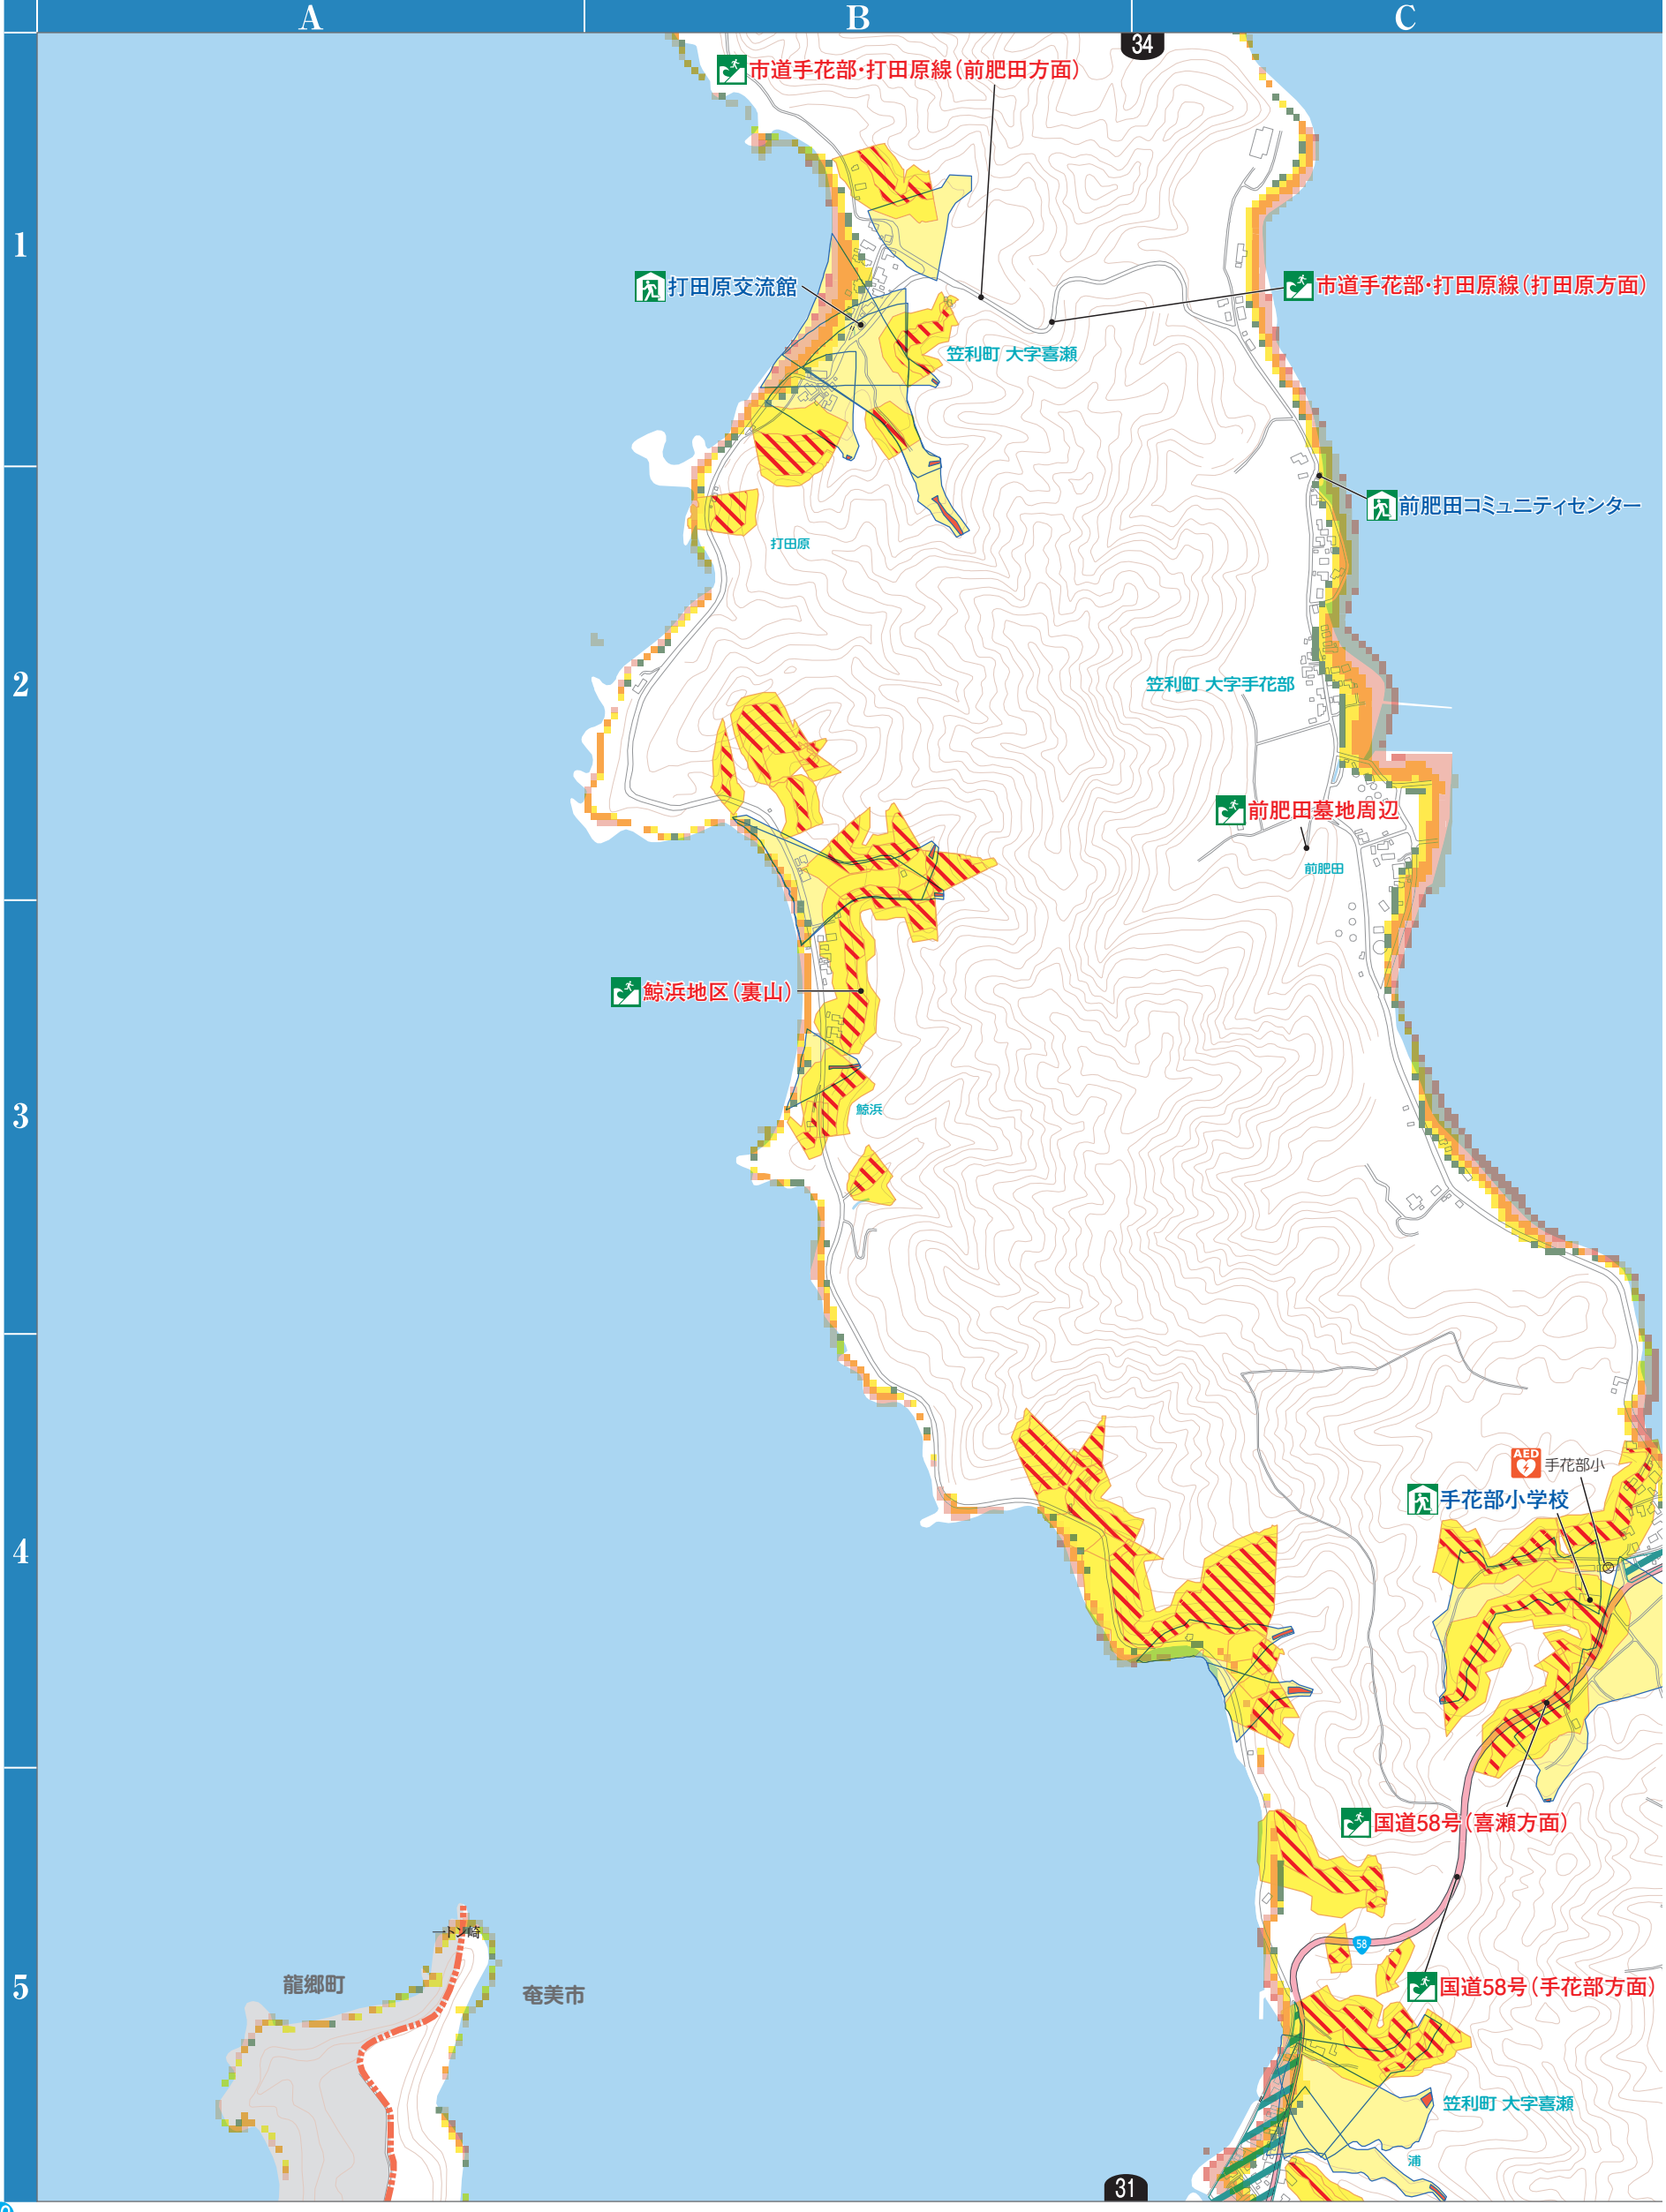 A
B
C
34
市道手花部・打田原線（前肥田方面）
1
打田原交流館
市道手花部・打田原線（打田原方面）
笠利町 大字喜瀬
前肥田コミュニティセンター
打田原
2
笠利町 大字手花部
前肥田墓地周辺
前肥田
鯨浜地区（裏山）
3
鯨浜
AED
手花部小
手花部小学校
4
国道58号（喜瀬方面）
58
トン崎
龍郷町
奄美市
5
国道58号（手花部方面）
笠利町 大字喜瀬
浦
31